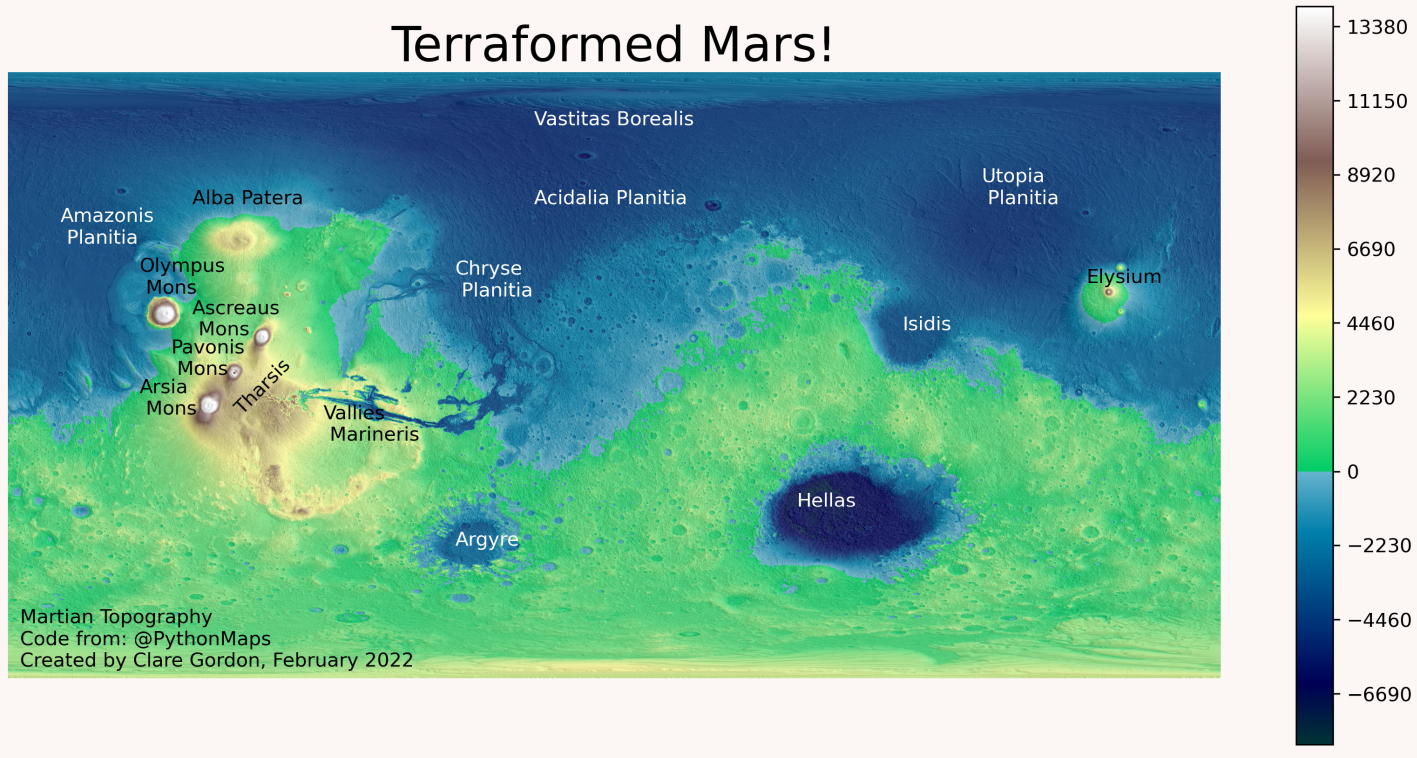 Terraformed Mars!
Vastitas Borealis
Utopia
Planitia
Alba Patera
Acidalia Planitia
Amazonis
Planitia
Olympus
Mons
Chryse
Planitia
Elysium
Ascreaus
Mons
Isidis
Pavonis
Mons
Tharsis
Arsia
Mons
Vallies
Marineris
Hellas
Argyre
Martian Topography
Code from: @PythonMaps
Created by Clare Gordon, February 2022
13380
11150
8920
6690
4460
2230
0
−2230
−4460
−6690